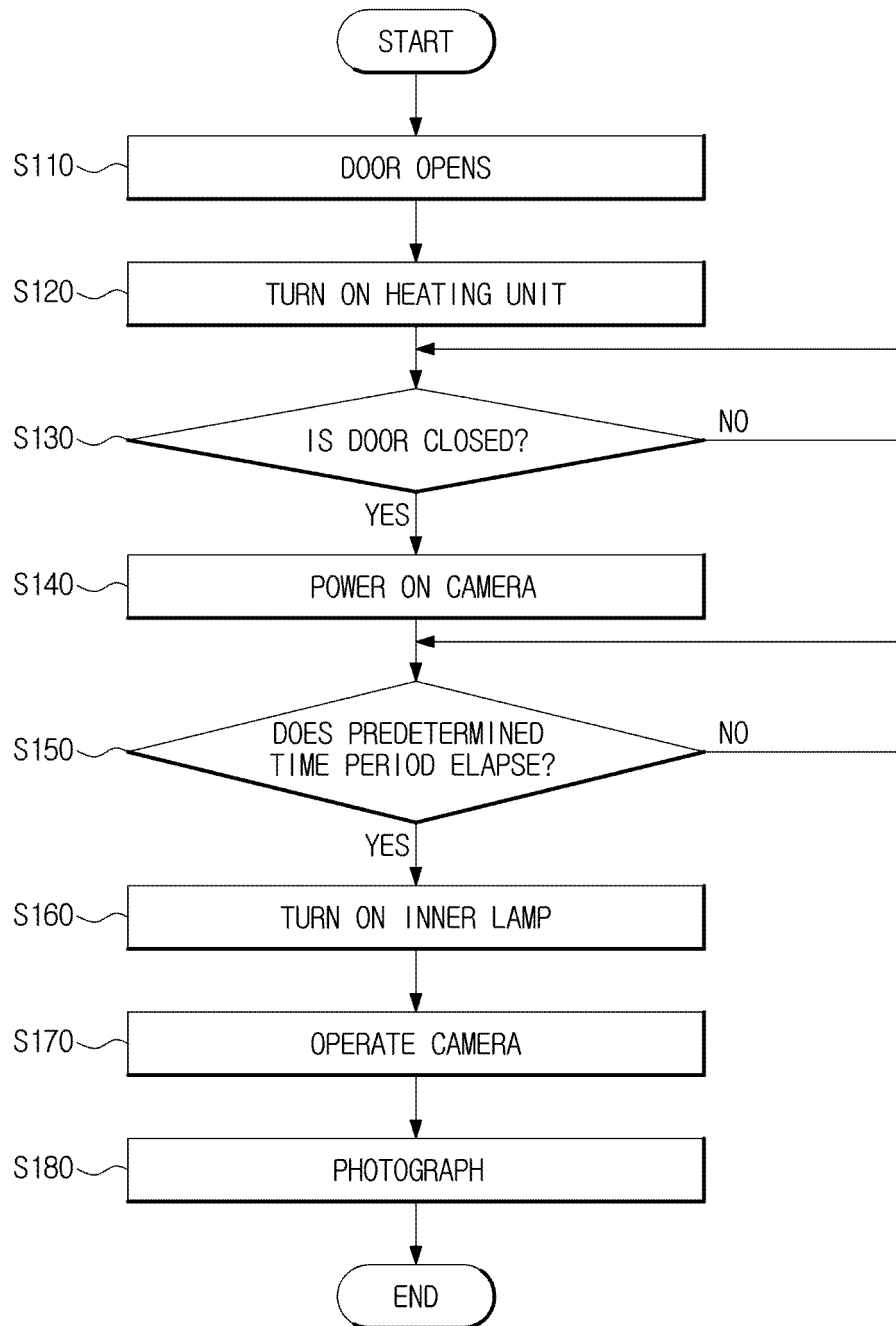 START
S110
DOOR OPENS
S120
TURN ON HEATING UNIT
S130
IS DOOR CLOSED?
NO
YES
S140
POWER ON CAMERA
S150
DOES PREDETERMINED
TIME PERIOD ELAPSE?
NO
YES
S160
TURN ON INNER LAMP
S170
OPERATE CAMERA
S180
PHOTOGRAPH
END